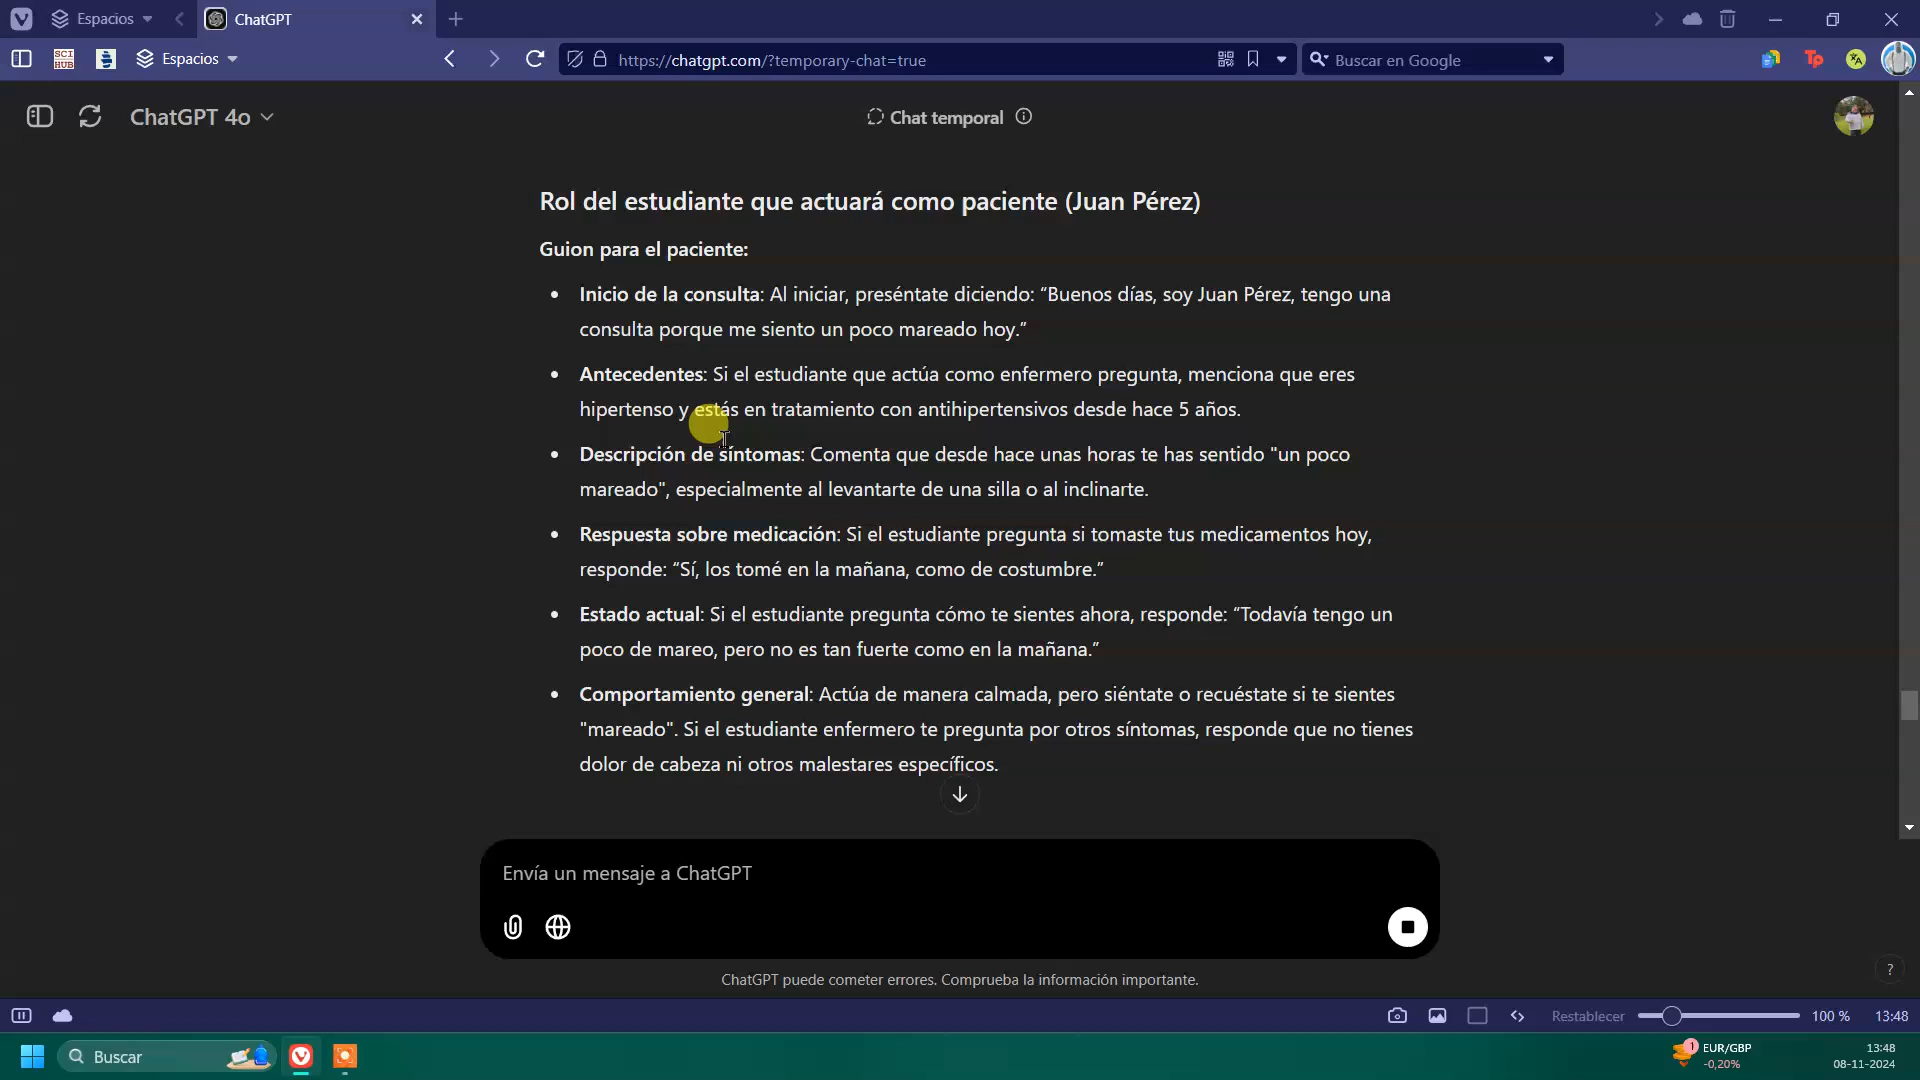 Espacios
ChatGPT
SCI HUB
Espacios
https://chatgpt.com/?temporary-chat=true
Buscar en Google
Tp
ChatGPT 4o
Chat temporal
Rol del estudiante que actuará como paciente (Juan Pérez)
Guion para el paciente:
• Inicio de la consulta: Al iniciar, preséntate diciendo: “Buenos días, soy Juan Pérez, tengo una
consulta porque me siento un poco mareado hoy.”
• Antecedentes: Si el estudiante que actúa como enfermero pregunta, menciona que eres
hipertenso y estás en tratamiento con antihipertensivos desde hace 5 años.
• Descripción de síntomas: Comenta que desde hace unas horas te has sentido "un poco
mareado", especialmente al levantarte de una silla o al inclinarte.
• Respuesta sobre medicación: Si el estudiante pregunta si tomaste tus medicamentos hoy,
responde: “Sí, los tomé en la mañana, como de costumbre.”
• Estado actual: Si el estudiante pregunta cómo te sientes ahora, responde: “Todavía tengo un
poco de mareo, pero no es tan fuerte como en la mañana.”
• Comportamiento general: Actúa de manera calmada, pero siéntate o recuéstate si te sientes
"mareado". Si el estudiante enfermero te pregunta por otros síntomas, responde que no tienes
dolor de cabeza ni otros malestares específicos.
Envía un mensaje a ChatGPT
ChatGPT puede cometer errores. Comprueba la información importante.
?
Restablecer
100 %
13:48
Buscar
1
EUR/GBP
-0,20%
13:48
08-11-2024